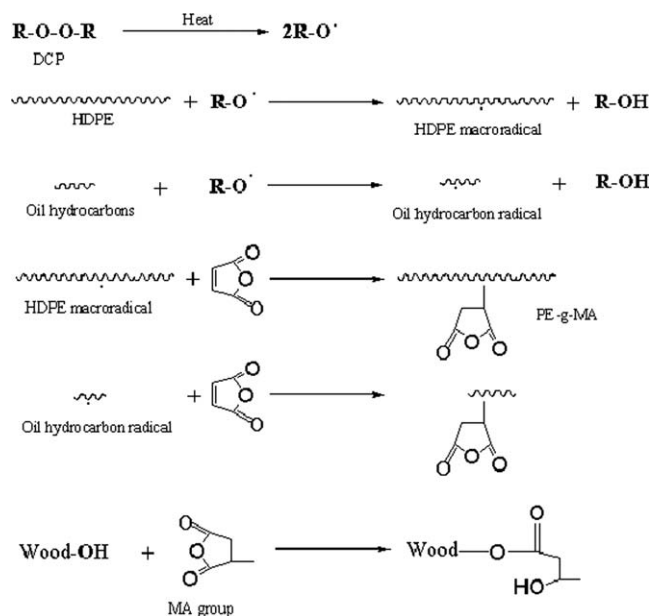 R-O-O-R Heat 2R-O·
DCP
+ R-O· + R-OH
HDPE HDPE macroradical
+ R-O· + R-OH
Oil hydrocarbons Oil hydrocarbon radical
O
+ O
HDPE macroradical O PE-g-MA
O O O
O
+ O
Oil hydrocarbon radical O
O O O
O O
Wood-OH + O Wood—O
O HO
MA group